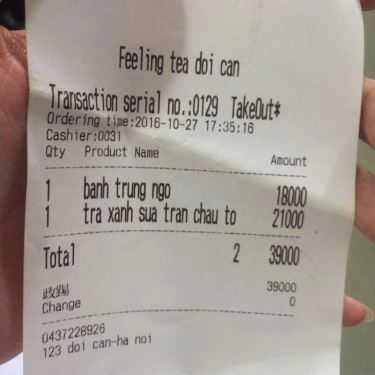 Feeling tea doi can
Transaction serial no.:0129 TakeOut*
Ordering time:2016-10-27 17:35:16
Cashier:0031
Qty Product Name Amount
1 banh trung ngo 18000
1 tra xanh sua tran chau to 21000
Total 2 39000
39000
Change 0
0437228926
123 doi can-ha noi